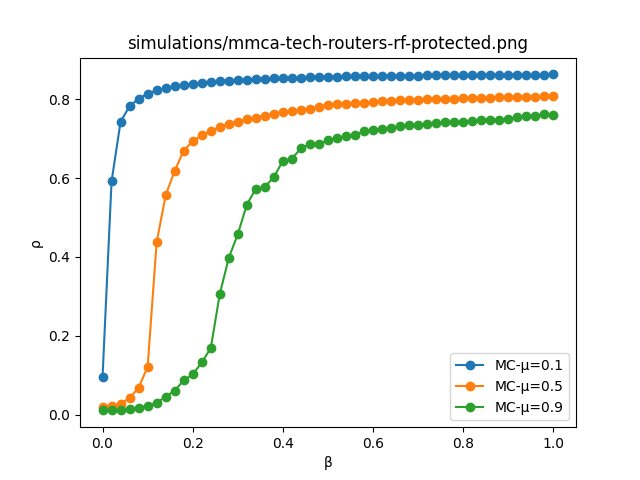 simulations/mmca-tech-routers-rf-protected.png
ρ
0.8
0.6
0.4
0.2
0.0
0.0 0.2 0.4 0.6 0.8 1.0
β
MC-μ=0.1
MC-μ=0.5
MC-μ=0.9